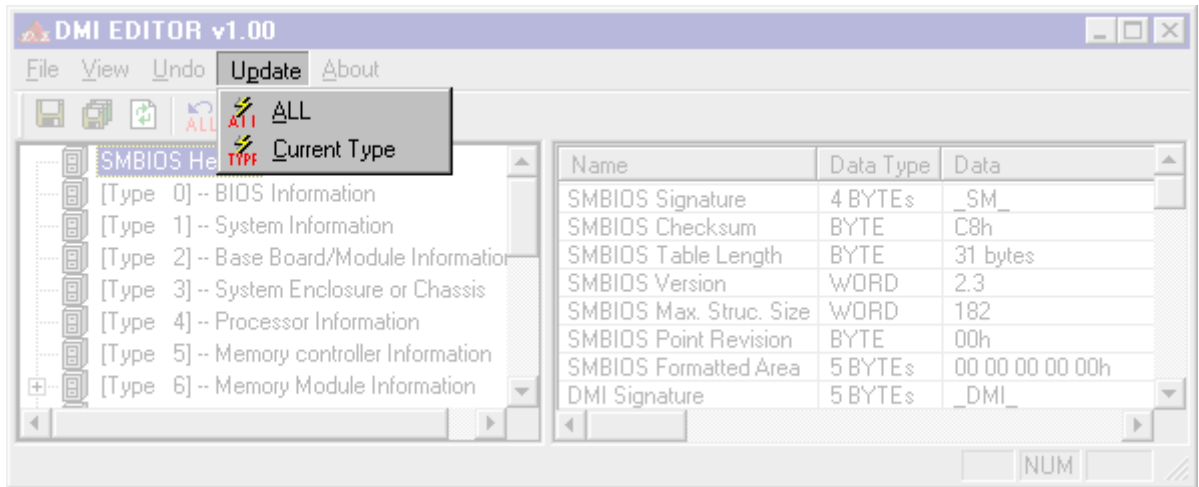 DMI EDITOR v1.00
File View Undo Update About
ALL
ALL ALL
TYPE Current Type
SMBIOS He
[Type 0] -- BIOS Information
[Type 1] -- System Information
[Type 2] -- Base Board/Module Information
[Type 3] -- System Enclosure or Chassis
[Type 4] -- Processor Information
[Type 5] -- Memory controller Information
[Type 6] -- Memory Module Information
Name Data Type Data
SMBIOS Signature 4 BYTEs _SM_
SMBIOS Checksum BYTE C8h
SMBIOS Table Length BYTE 31 bytes
SMBIOS Version WORD 2.3
SMBIOS Max. Struc. Size WORD 182
SMBIOS Point Revision BYTE 00h
SMBIOS Formatted Area 5 BYTEs 00 00 00 00 00h
DMI Signature 5 BYTEs _DMI_
NUM